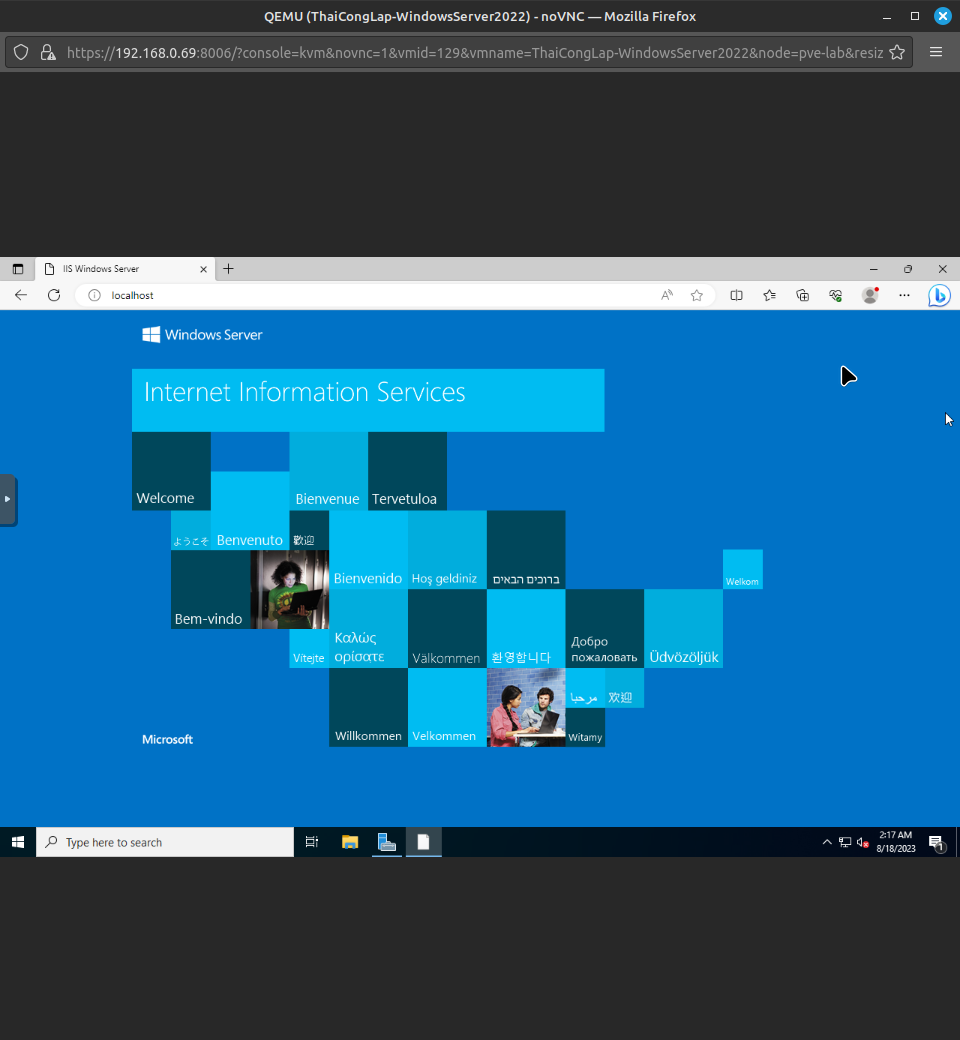 QEMU (ThaiCongLap-WindowsServer2022) - noVNC — Mozilla Firefox
https://192.168.0.69:8006/?console=kvm&novnc=1&vmid=129&vmname=ThaiCongLap-WindowsServer2022&node=pve-lab&resiz
IIS Windows Server
localhost
Windows Server
Internet Information Services
Welcome
Bienvenue
Tervetuloa
ようこそ
Benvenuto
歡迎
Bienvenido
Hoş geldiniz
ברוכים הבאים
Welkom
Bem-vindo
Vítejte
Καλώς
ορίσατε
Välkommen
환영합니다
Добро
пожаловать
Üdvözöljük
Microsoft
Willkommen
Velkommen
مرحبا
欢迎
Witamy
Type here to search
2:17 AM
8/18/2023
1